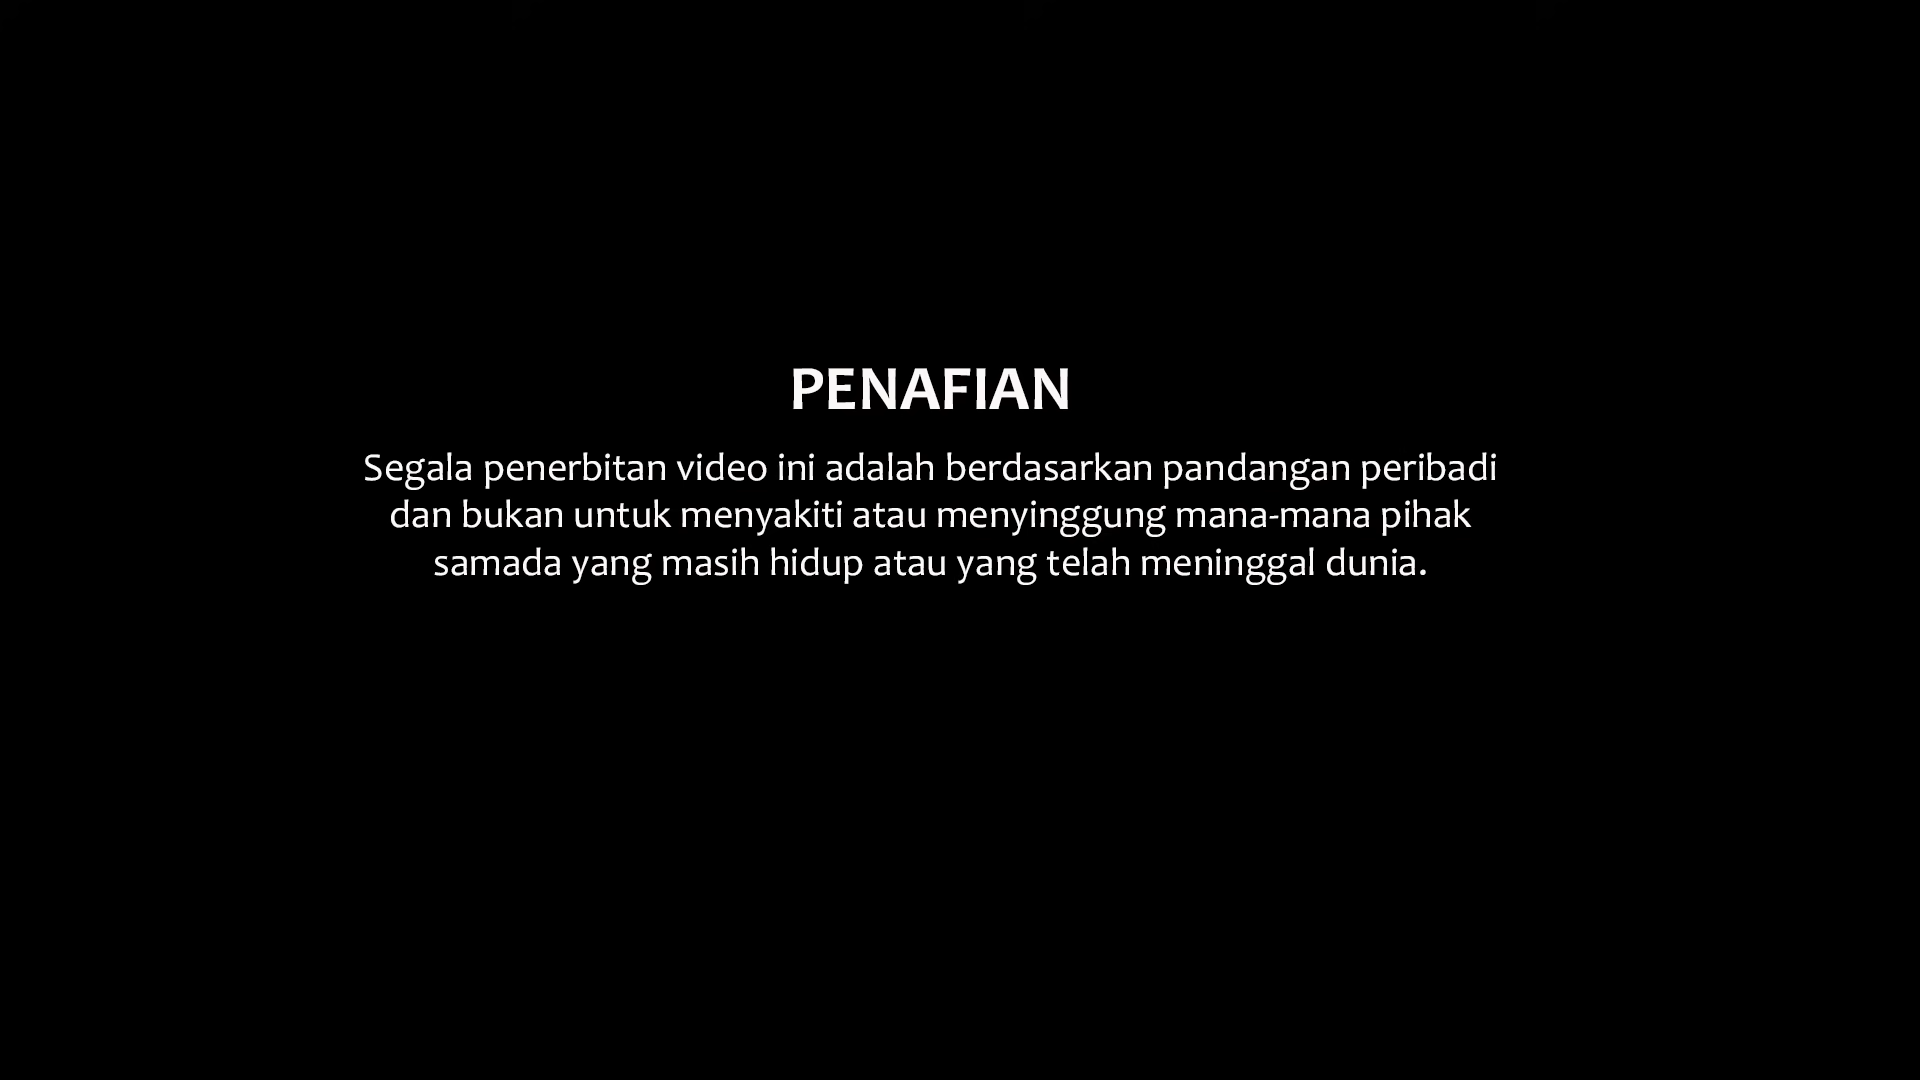 PENAFIAN
Segala penerbitan video ini adalah berdasarkan pandangan peribadi
dan bukan untuk menyakiti atau menyinggung mana-mana pihak
samada yang masih hidup atau yang telah meninggal dunia.